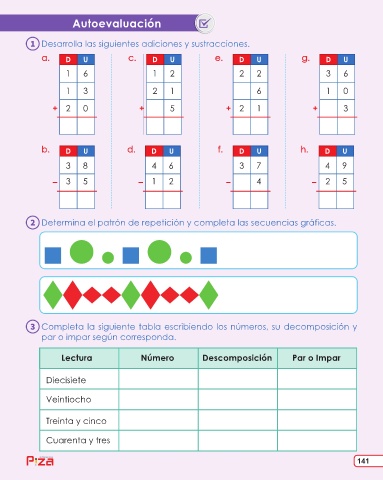 Autoevaluación
1 Desarrolla las siguientes adiciones y sustracciones.
a. D U c. D U e. D U g. D U
1 6 1 2 2 2 3 6
1 3 2 1 6 1 0
+ 2 0 + 5 + 2 1 + 3
b. D U d. D U f. D U h. D U
3 8 4 6 3 7 4 9
– 3 5 – 1 2 – 4 – 2 5
2 Determina el patrón de repetición y completa las secuencias gráficas.
3 Completa la siguiente tabla escribiendo los números, su decomposición y
par o impar según corresponda.
Lectura Número Descomposición Par o Impar
Diecisiete
Veintiocho
Treinta y cinco
Cuarenta y tres
Piza 141